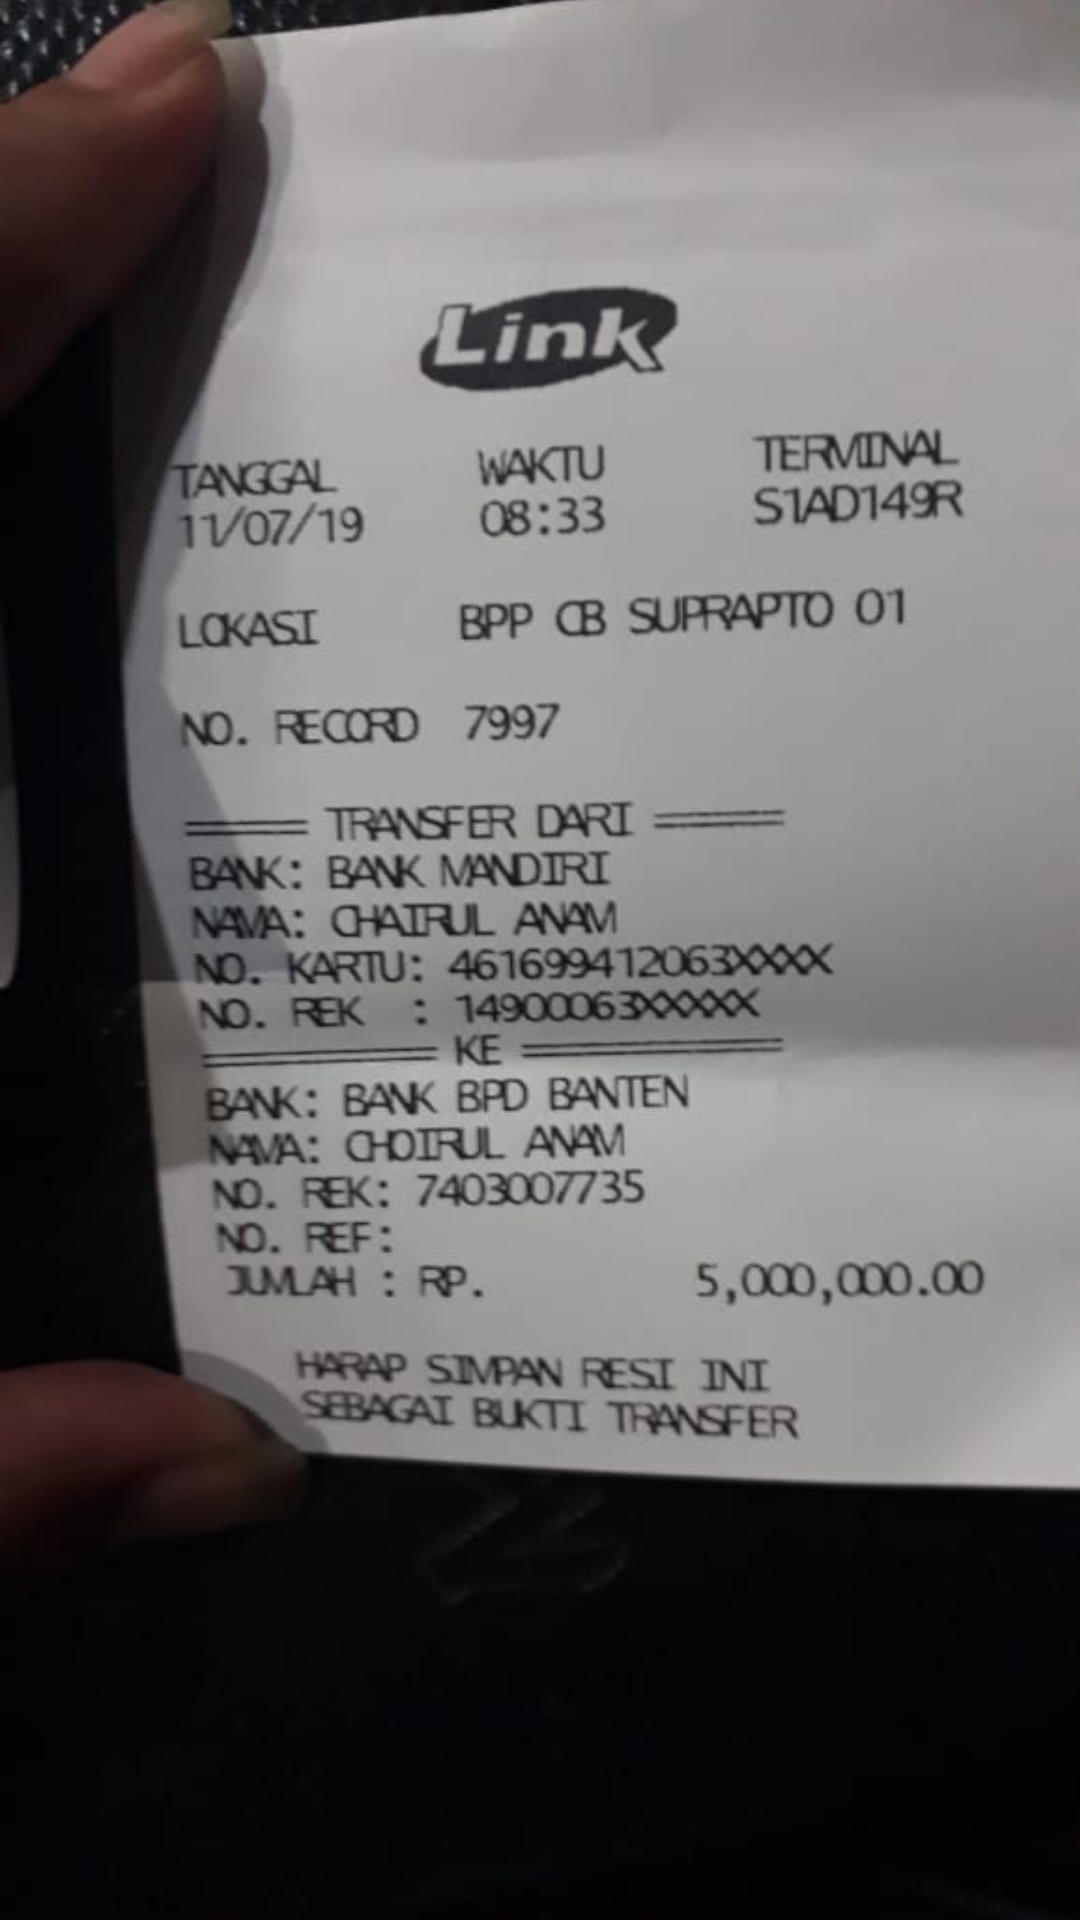 Link
TANGGAL WAKTU TERMINAL
11/07/19 08:33 S1AD149R
LOKASI BPP CB SUPRAPTO 01
NO. RECORD 7997
===== TRANSFER DARI =====
BANK: BANK MANDIRI
NAMA: CHAIRUL ANAM
NO. KARTU: 461699412063XXXX
NO. REK : 14900063XXXXX
========== KE ===========
BANK: BANK BPD BANTEN
NAMA: CHOIRUL ANAM
NO. REK: 7403007735
NO. REF:
JUMLAH : RP. 5,000,000.00
HARAP SIMPAN RESI INI
SEBAGAI BUKTI TRANSFER